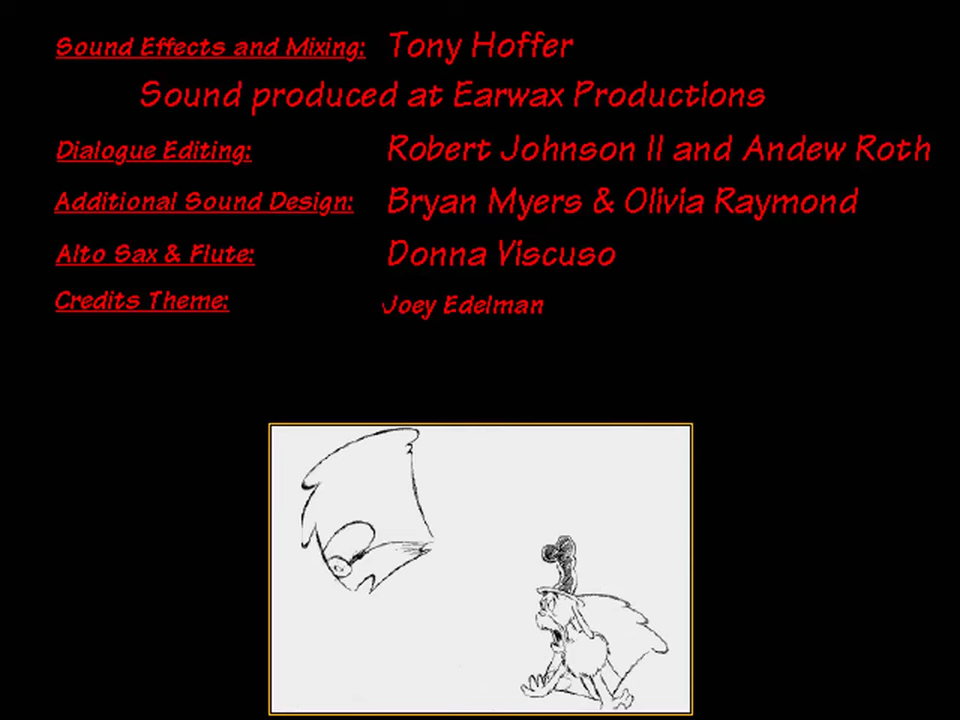 Sound Effects and Mixing: Tony Hoffer
Sound produced at Earwax Productions
Dialogue Editing: Robert Johnson II and Andew Roth
Additional Sound Design: Bryan Myers & Olivia Raymond
Alto Sax & Flute: Donna Viscuso
Credits Theme: Joey Edelman